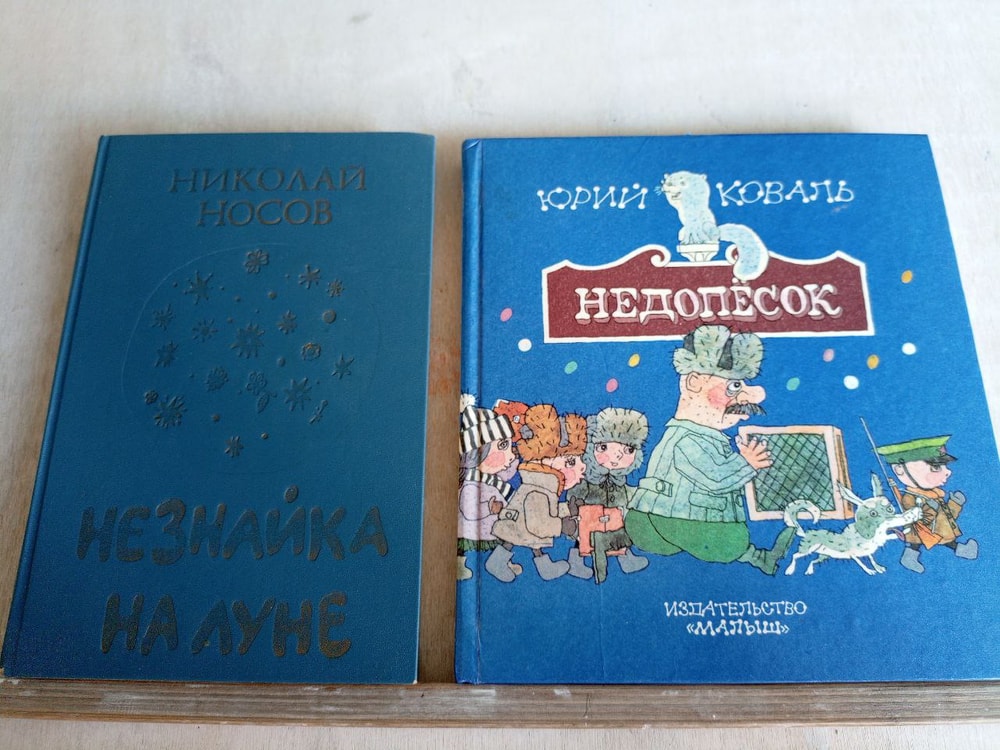 НИКОЛАЙ
НОСОВ
НЕЗНАЙКА
НА ЛУНЕ
ЮРИЙ КОВАЛЬ
НЕДОПЁСОК
ИЗДАТЕЛЬСТВО
«МАЛЫШ»